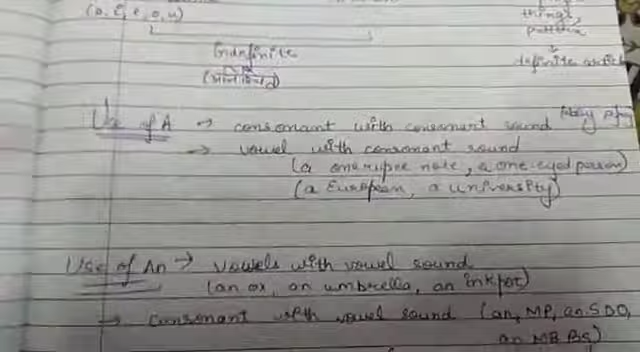 (a, i, e, o, u)
things,
Indefinite
definite article
(अनिश्चित)
Use of A → consonant with consonant sound
→ vowel with consonant sound
(a one rupee note, a one-eyed person)
(a European, a university)
Use of An → vowels with vowel sound
(an ox, an umbrella, an inkpot)
→ consonant with vowel sound (an, MP, an SDO,
an MBBS)